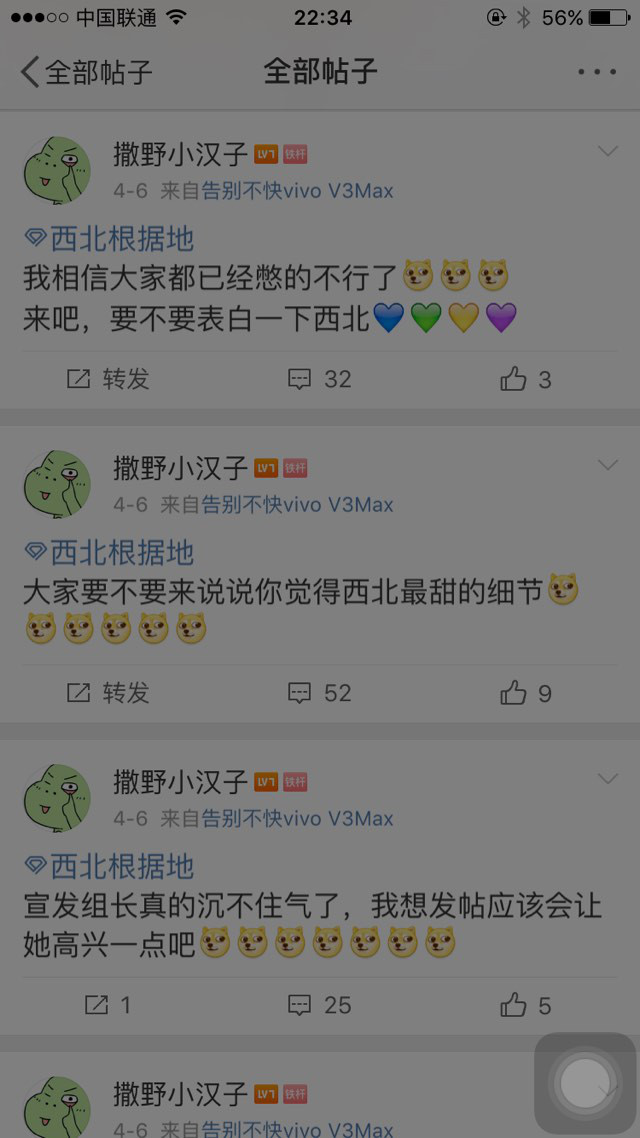 中国联通 22:34 56%
全部帖子 全部帖子
撒野小汉子 LV7 铁杆
4-6 来自告别不快vivo V3Max
西北根据地
我相信大家都已经憋的不行了
来吧，要不要表白一下西北💙💚💛💜
转发 32 3
撒野小汉子 LV7 铁杆
4-6 来自告别不快vivo V3Max
西北根据地
大家要不要来说说你觉得西北最甜的细节
转发 52 9
撒野小汉子 LV7 铁杆
4-6 来自告别不快vivo V3Max
西北根据地
宣发组长真的沉不住气了，我想发帖应该会让
她高兴一点吧
1 25 5
撒野小汉子 LV7 铁杆
4-6 来自告别不快vivo V3Max